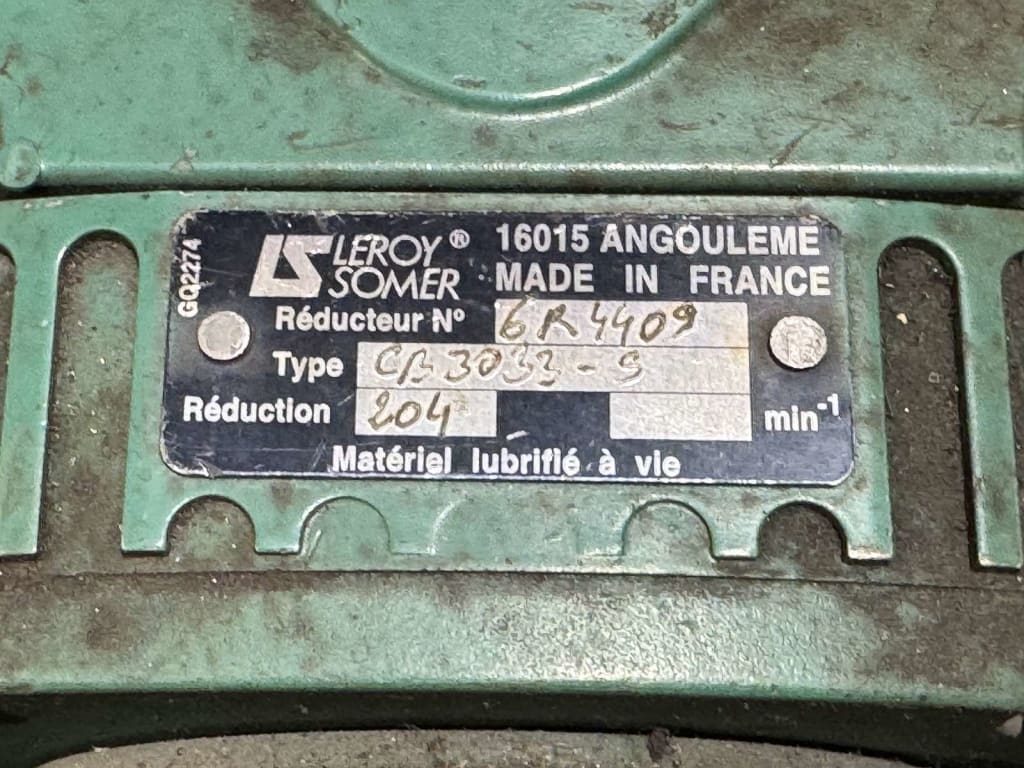 GQ2274
LS LEROY SOMER® 16015 ANGOULEME
MADE IN FRANCE
Réducteur N° 6R4409
Type CB3033-S
Réduction 204 min-1
Matériel lubrifié à vie